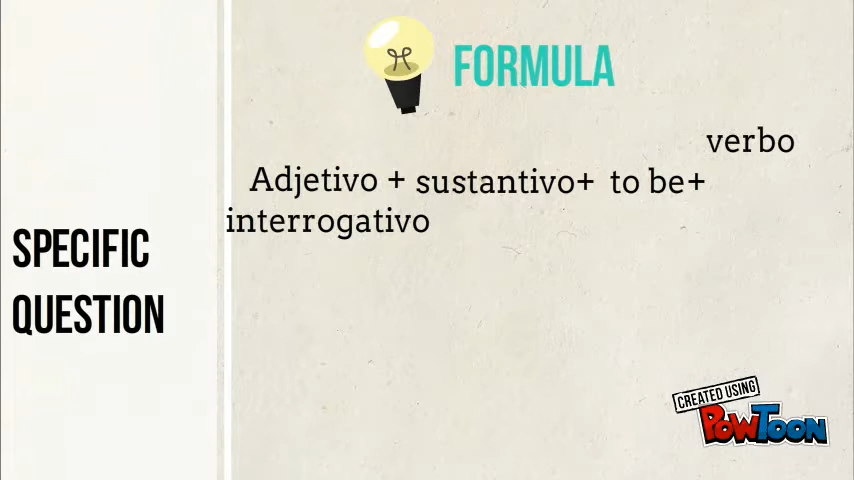 FORMULA
verbo
Adjetivo + sustantivo+ to be+
interrogativo
SPECIFIC
QUESTION
CREATED USING
POWTOON